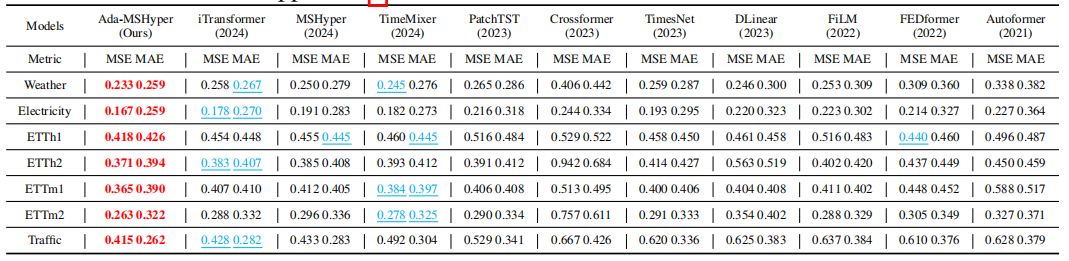 Models | Ada-MSHyper (Ours) | iTransformer (2024) | MSHyper (2024) | TimeMixer (2024) | PatchTST (2023) | Crossformer (2023) | TimesNet (2023) | DLinear (2023) | FiLM (2022) | FEDformer (2022) | Autoformer (2021)
Metric | MSE MAE | MSE MAE | MSE MAE | MSE MAE | MSE MAE | MSE MAE | MSE MAE | MSE MAE | MSE MAE | MSE MAE | MSE MAE
Weather | 0.233 0.259 | 0.258 0.267 | 0.250 0.279 | 0.245 0.276 | 0.265 0.286 | 0.406 0.442 | 0.259 0.287 | 0.246 0.300 | 0.253 0.309 | 0.309 0.360 | 0.338 0.382
Electricity | 0.167 0.259 | 0.178 0.270 | 0.191 0.283 | 0.182 0.273 | 0.216 0.318 | 0.244 0.334 | 0.193 0.295 | 0.220 0.323 | 0.223 0.302 | 0.214 0.327 | 0.227 0.364
ETTh1 | 0.418 0.426 | 0.454 0.448 | 0.455 0.445 | 0.460 0.445 | 0.516 0.484 | 0.529 0.522 | 0.458 0.450 | 0.461 0.458 | 0.516 0.483 | 0.440 0.460 | 0.496 0.487
ETTh2 | 0.371 0.394 | 0.383 0.407 | 0.385 0.408 | 0.393 0.412 | 0.391 0.412 | 0.942 0.684 | 0.414 0.427 | 0.563 0.519 | 0.402 0.420 | 0.437 0.449 | 0.450 0.459
ETTm1 | 0.365 0.390 | 0.407 0.410 | 0.412 0.405 | 0.384 0.397 | 0.406 0.408 | 0.513 0.495 | 0.400 0.406 | 0.404 0.408 | 0.411 0.402 | 0.448 0.452 | 0.588 0.517
ETTm2 | 0.263 0.322 | 0.288 0.332 | 0.296 0.336 | 0.278 0.325 | 0.290 0.334 | 0.757 0.611 | 0.291 0.333 | 0.354 0.402 | 0.288 0.329 | 0.305 0.349 | 0.327 0.371
Traffic | 0.415 0.262 | 0.428 0.282 | 0.433 0.283 | 0.492 0.304 | 0.529 0.341 | 0.667 0.426 | 0.620 0.336 | 0.625 0.383 | 0.637 0.384 | 0.610 0.376 | 0.628 0.379